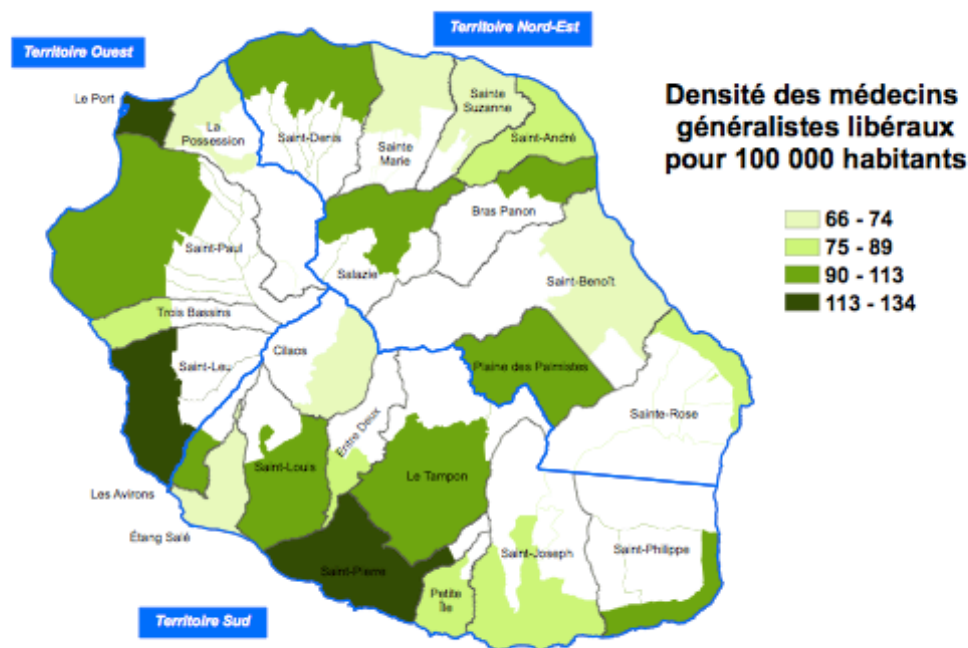 Territoire Nord-Est
Territoire Ouest
Le Port
La
Possession
Saint-Denis
Sainte
Marie
Sainte
Suzanne
Saint-André
Densité des médecins
généralistes libéraux
pour 100 000 habitants
66 - 74
75 - 89
90 - 113
113 - 134
Bras Panon
Saint-Paul
Salazie
Saint-Benoît
Trois Bassins
Cilaos
Saint-Leu
Plaine des Palmistes
Sainte-Rose
Entre Deux
Saint-Louis
Le Tampon
Les Avirons
Étang Salé
Saint-Pierre
Saint-Joseph
Saint-Philippe
Petite
Île
Territoire Sud